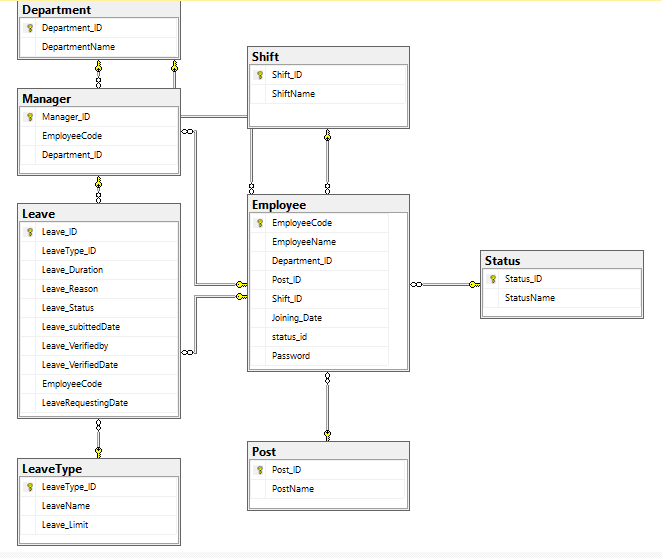 Department
Department_ID
DepartmentName
Manager
Manager_ID
EmployeeCode
Department_ID
Leave
Leave_ID
LeaveType_ID
Leave_Duration
Leave_Reason
Leave_Status
Leave_subittedDate
Leave_Verifiedby
Leave_VerifiedDate
EmployeeCode
LeaveRequestingDate
LeaveType
LeaveType_ID
LeaveName
Leave_Limit
Shift
Shift_ID
ShiftName
Employee
EmployeeCode
EmployeeName
Department_ID
Post_ID
Shift_ID
Joining_Date
status_id
Password
Post
Post_ID
PostName
Status
Status_ID
StatusName